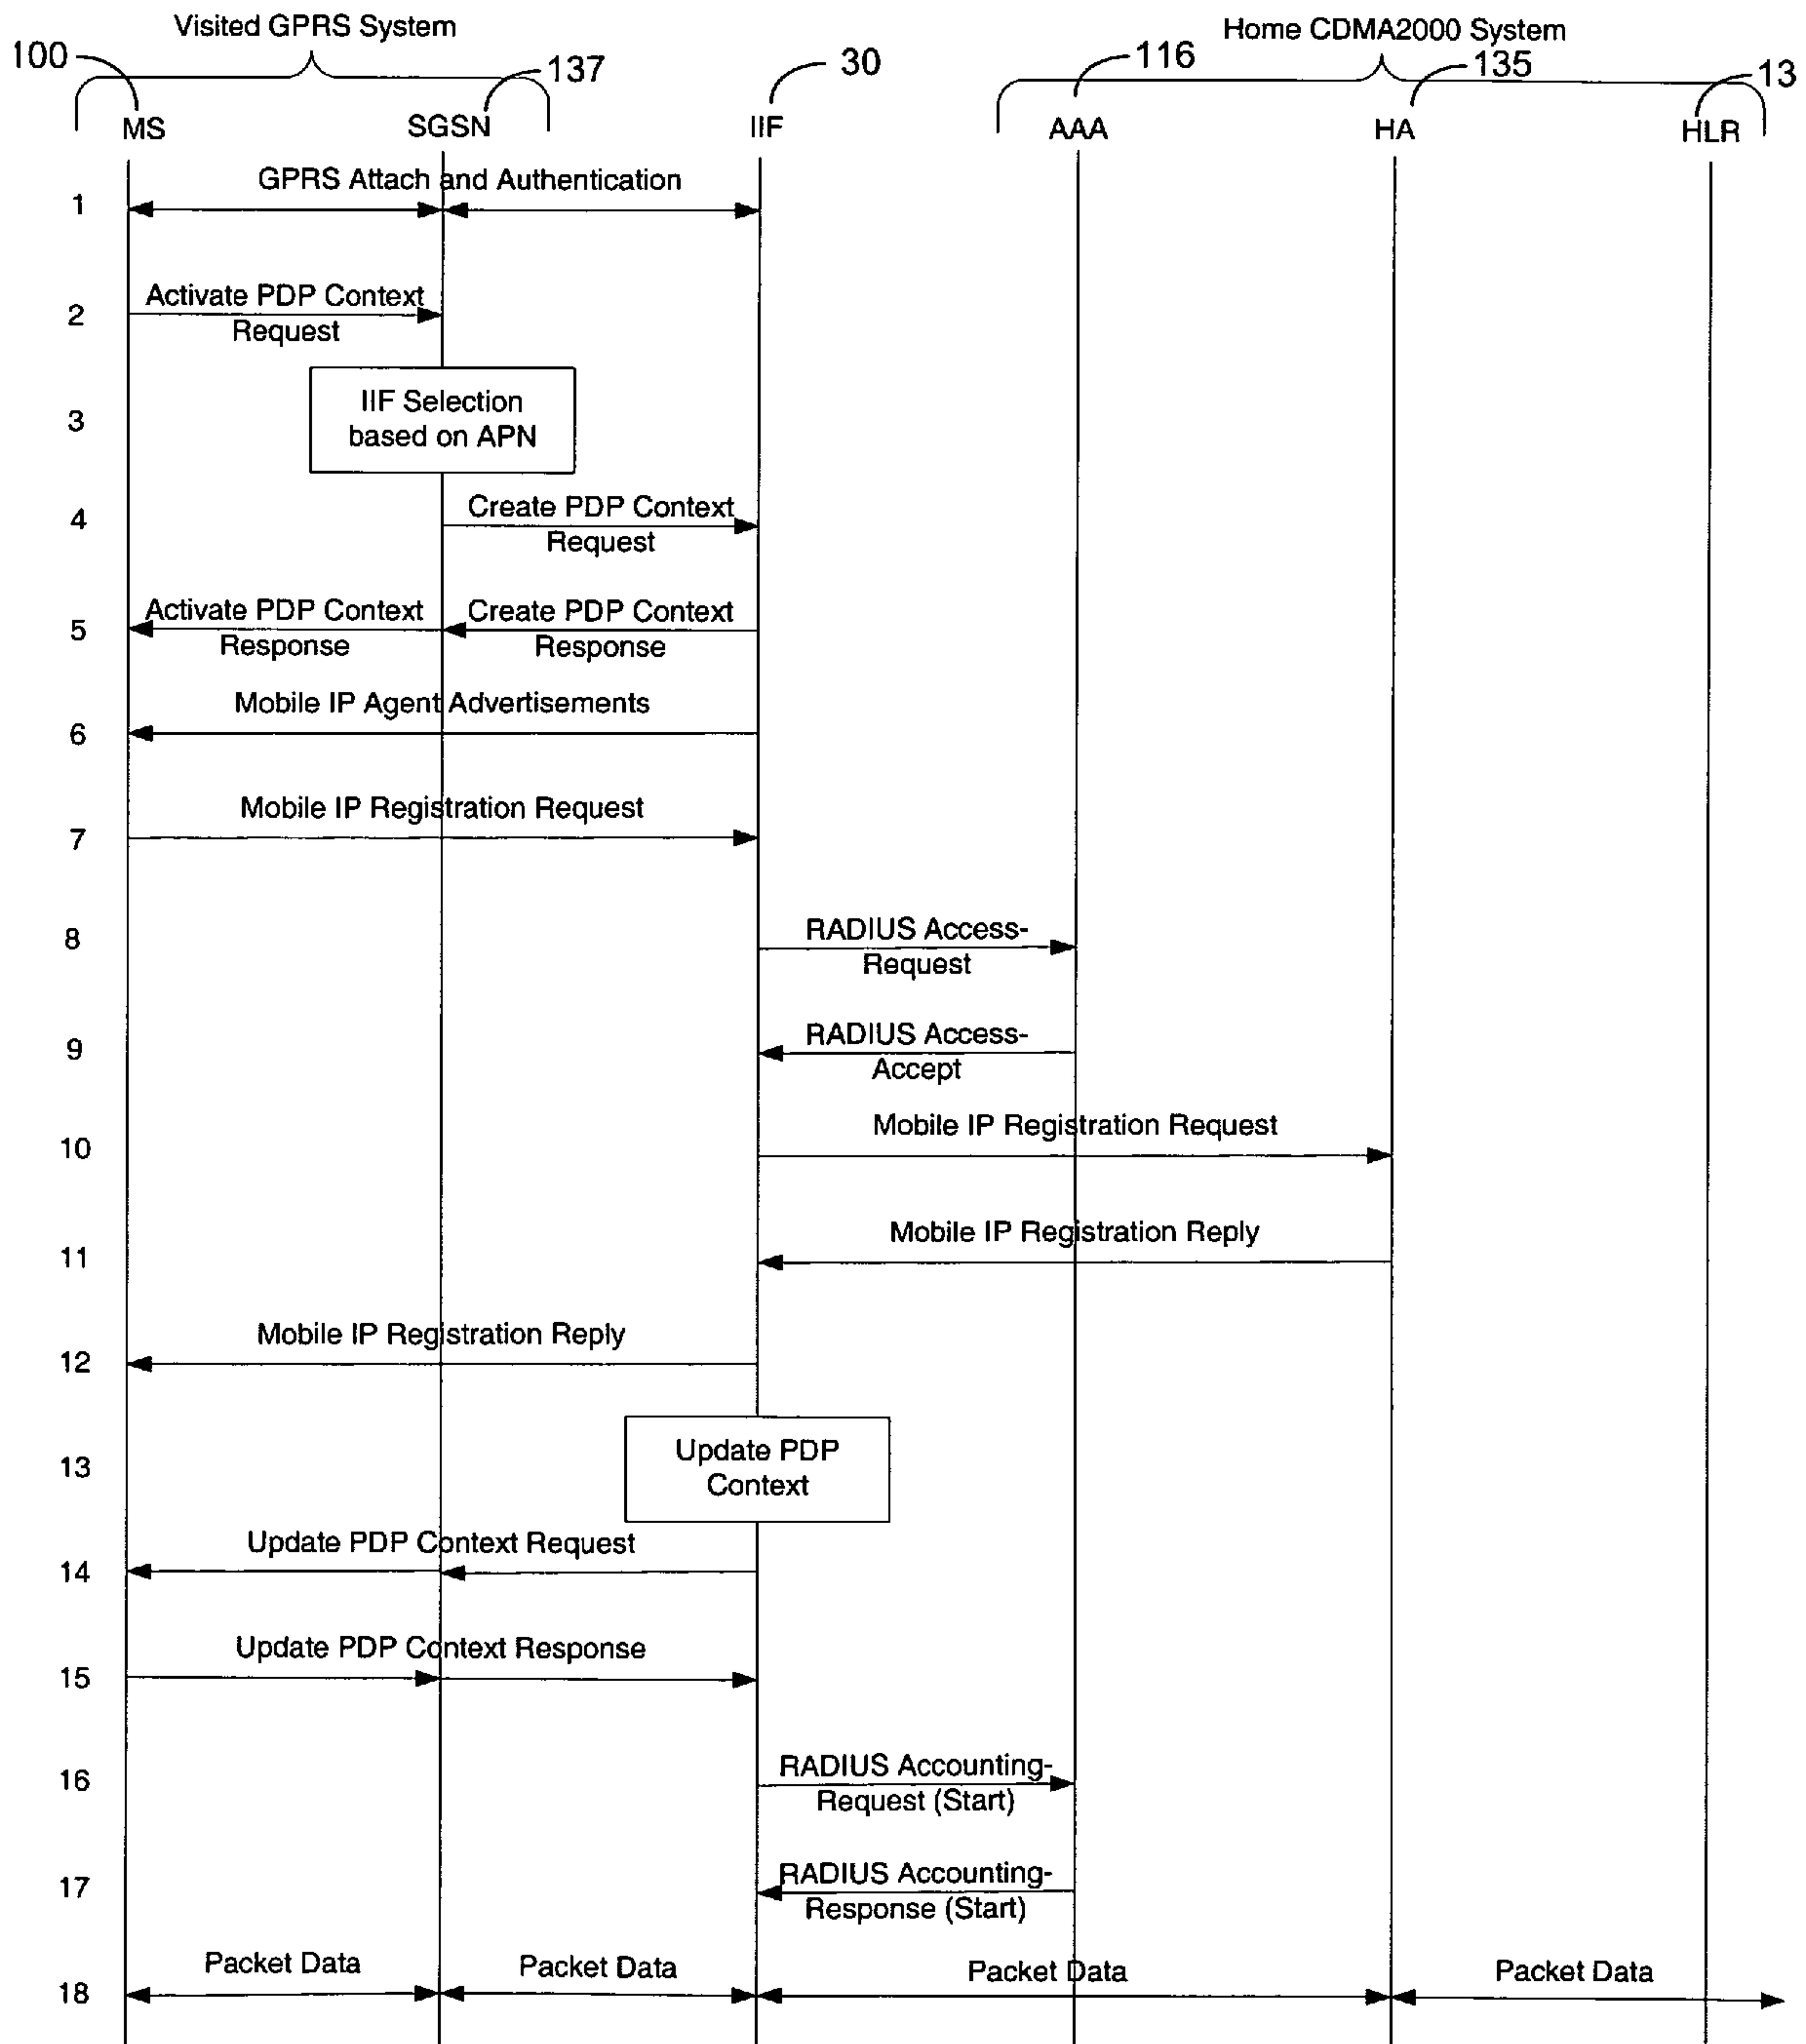 Visited GPRS System
Home CDMA2000 System
100
137
30
116
135
13
MS
SGSN
IIF
AAA
HA
HLR
1
GPRS Attach and Authentication
2
Activate PDP Context
Request
3
IIF Selection
based on APN
4
Create PDP Context
Request
5
Activate PDP Context
Response
Create PDP Context
Response
6
Mobile IP Agent Advertisements
7
Mobile IP Registration Request
8
RADIUS Access-
Request
9
RADIUS Access-
Accept
10
Mobile IP Registration Request
11
Mobile IP Registration Reply
12
Mobile IP Registration Reply
13
Update PDP
Context
14
Update PDP Context Request
15
Update PDP Context Response
16
RADIUS Accounting-
Request (Start)
17
RADIUS Accounting-
Response (Start)
18
Packet Data
Packet Data
Packet Data
Packet Data